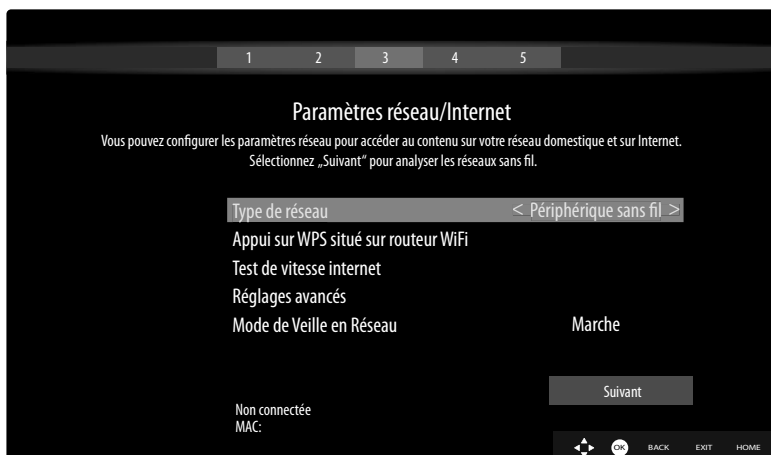 1 2 3 4 5
Paramètres réseau/Internet
Vous pouvez configurer les paramètres réseau pour accéder au contenu sur votre réseau domestique et sur Internet.
Sélectionnez „Suivant“ pour analyser les réseaux sans fil.
Type de réseau < Périphérique sans fil >
Appui sur WPS situé sur routeur WiFi
Test de vitesse internet
Réglages avancés
Mode de Veille en Réseau Marche
Suivant
Non connectée
MAC:
OK BACK EXIT HOME